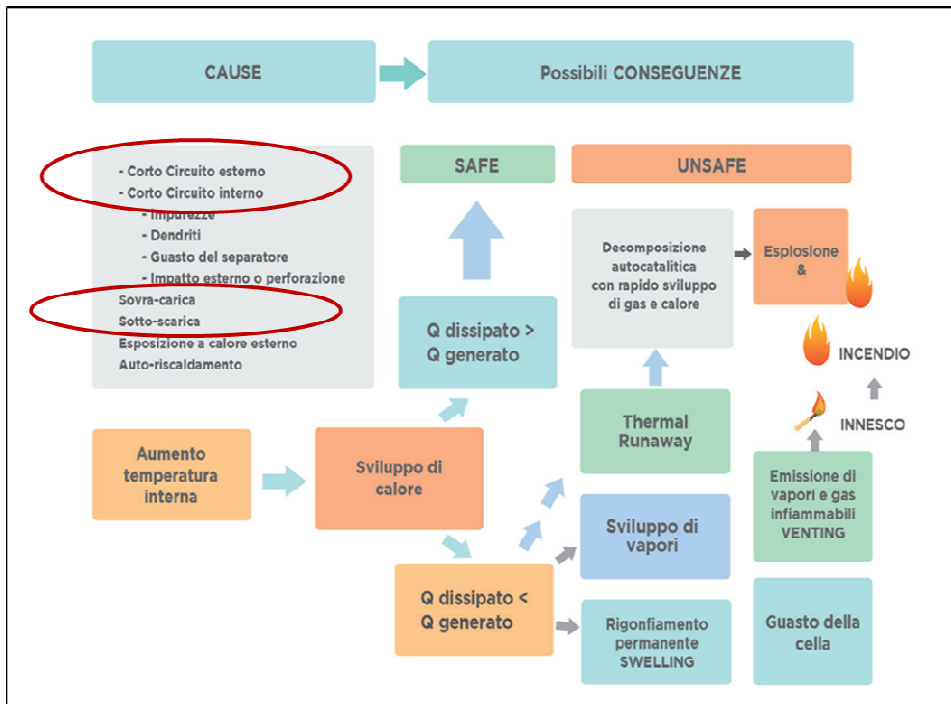 CAUSE
Possibili CONSEGUENZE
- Corto Circuito esterno
- Corto Circuito interno
- Impurezze
- Dendriti
- Guasto del separatore
- Impatto esterno o perforazione
Sovra-carica
Sotto-scarica
Esposizione a calore esterno
Auto-riscaldamento
SAFE
UNSAFE
Decomposizione
autocatalitica
con rapido sviluppo
di gas e calore
Esplosione
&
Q dissipato >
Q generato
INCENDIO
INNESCO
Thermal
Runaway
Aumento
temperatura
interna
Sviluppo di
calore
Emissione di
vapori e gas
infiammabili
VENTING
Sviluppo di
vapori
Q dissipato <
Q generato
Rigonfiamento
permanente
SWELLING
Guasto della
cella